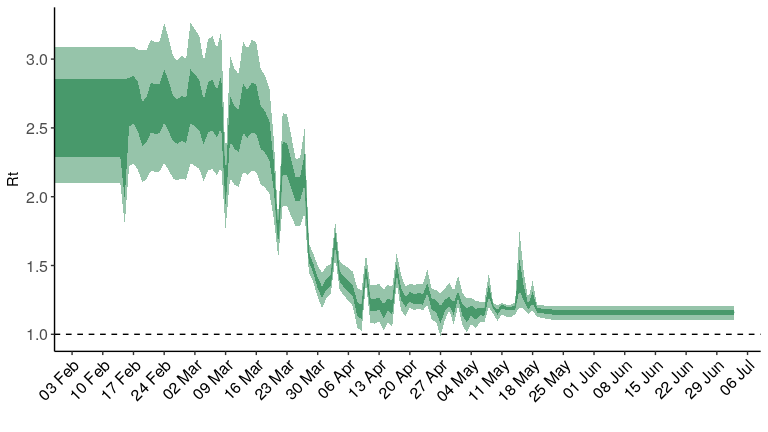 Rt
3.0
2.5
2.0
1.5
1.0
03 Feb
10 Feb
17 Feb
24 Feb
02 Mar
09 Mar
16 Mar
23 Mar
30 Mar
06 Apr
13 Apr
20 Apr
27 Apr
04 May
11 May
18 May
25 May
01 Jun
08 Jun
15 Jun
22 Jun
29 Jun
06 Jul